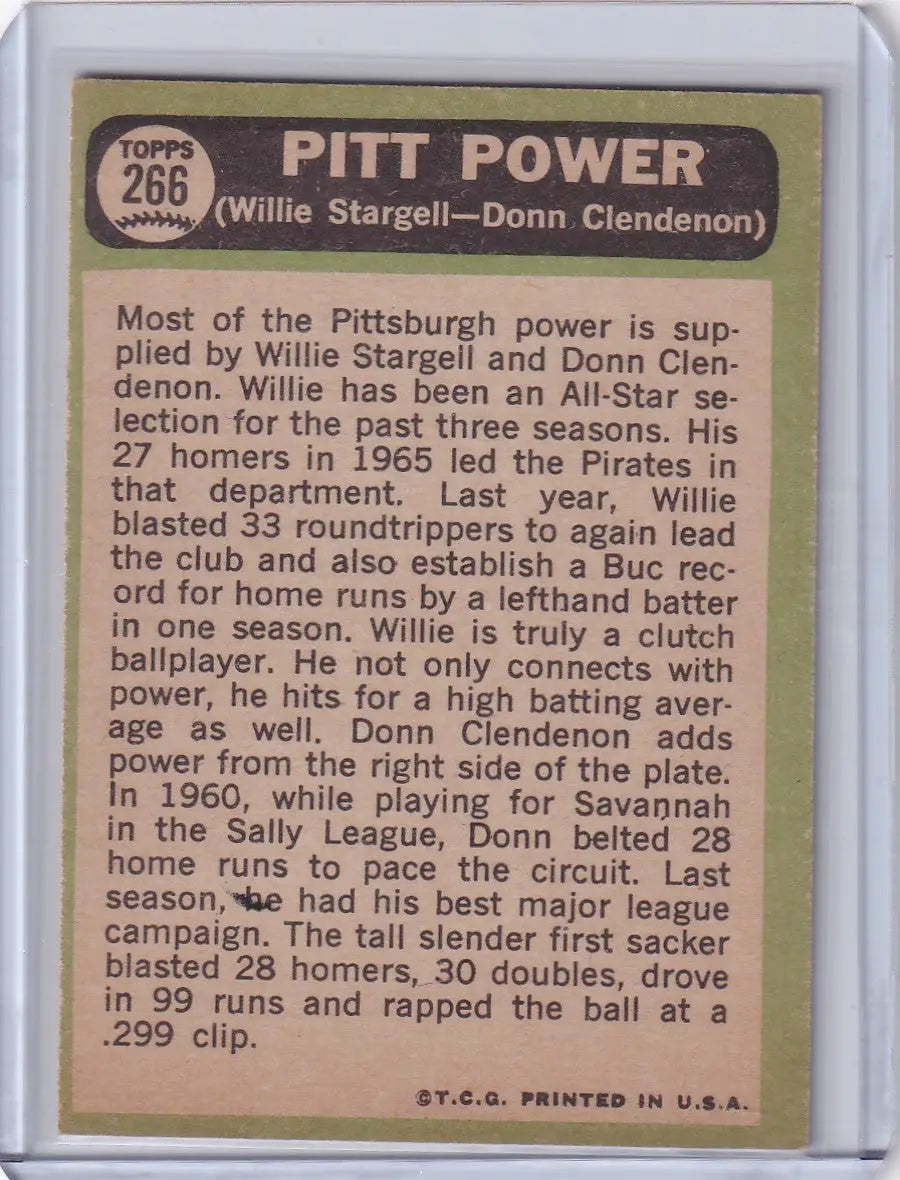 TOPPS
266
PITT POWER
(Willie Stargell—Donn Clendenon)
Most of the Pittsburgh power is sup-
plied by Willie Stargell and Donn Clen-
denon. Willie has been an All-Star se-
lection for the past three seasons. His
27 homers in 1965 led the Pirates in
that department. Last year, Willie
blasted 33 roundtrippers to again lead
the club and also establish a Buc rec-
ord for home runs by a lefthand batter
in one season. Willie is truly a clutch
ballplayer. He not only connects with
power, he hits for a high batting aver-
age as well. Donn Clendenon adds
power from the right side of the plate.
In 1960, while playing for Savannah
in the Sally League, Donn belted 28
home runs to pace the circuit. Last
season, he had his best major league
campaign. The tall slender first sacker
blasted 28 homers, 30 doubles, drove
in 99 runs and rapped the ball at a
.299 clip.
©T.C.G. PRINTED IN U.S.A.